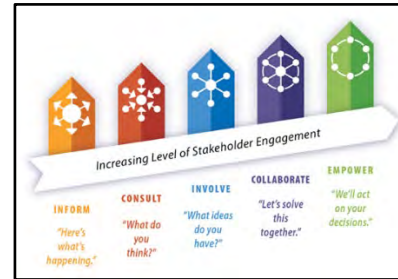 Increasing Level of Stakeholder Engagement
INFORM
"Here's
what's
happening."
CONSULT
"What do
you
think?"
INVOLVE
"What ideas
do you
have?"
COLLABORATE
"Let's solve
this
together."
EMPOWER
"We'll act
on your
decisions."